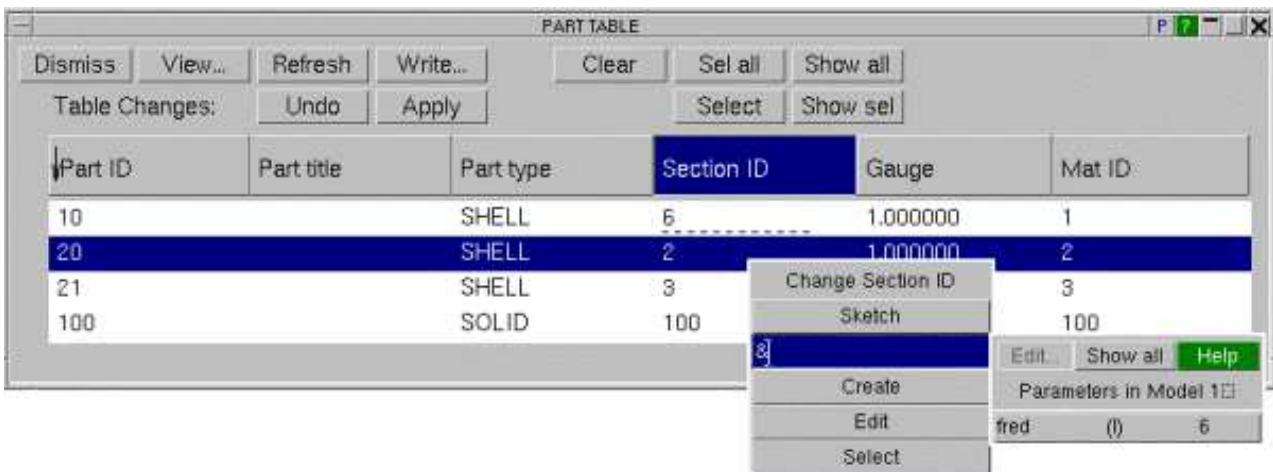 PART TABLE P ?
Dismiss View... Refresh Write... Clear Sel all Show all
Table Changes: Undo Apply Select Show sel
Part ID Part title Part type Section ID Gauge Mat ID
10 SHELL 6 1.000000 1
20 SHELL 2 1.000000 2
21 SHELL 3 3
100 SOLID 100 100
Change Section ID
Sketch
&
Create
Edit
Select
Edit... Show all Help
Parameters in Model 1
fred (I) 6